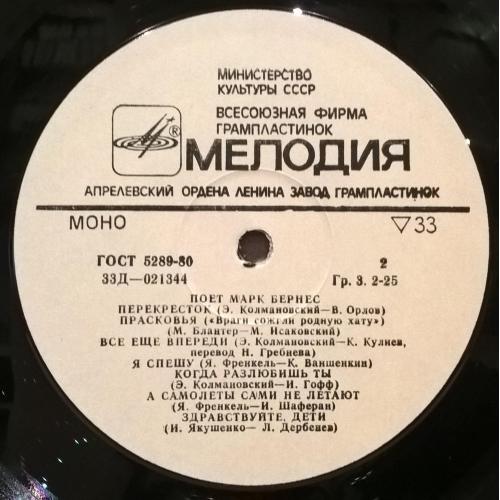 МИНИСТЕРСТВО
КУЛЬТУРЫ СССР
ВСЕСОЮЗНАЯ ФИРМА
ГРАМПЛАСТИНОК
® МЕЛОДИЯ
АПРЕЛЕВСКИЙ ОРДЕНА ЛЕНИНА ЗАВОД ГРАМПЛАСТИНОК
МОНО ▽33
ГОСТ 5289-80 2
33Д—021344 Гр. 3. 2-25
ПОЕТ МАРК БЕРНЕС
ПЕРЕКРЕСТОК (Э. Колмановский—В. Орлов)
ПРАСКОВЬЯ («Враги сожгли родную хату»)
(М. Блантер— М. Исаковский)
ВСЕ ЕЩЕ ВПЕРЕДИ (Э. Колмановский—К. Кулиев,
перевод Н. Гребнева)
Я СПЕШУ (Я. Френкель—К. Ваншенкин)
КОГДА РАЗЛЮБИШЬ ТЫ
(Э. Колмановский—И. Гофф)
А САМОЛЕТЫ САМИ НЕ ЛЕТАЮТ
(Я. Френкель—И. Шаферан)
ЗДРАВСТВУЙТЕ, ДЕТИ
(И. Якушенко— Л. Дербенев)